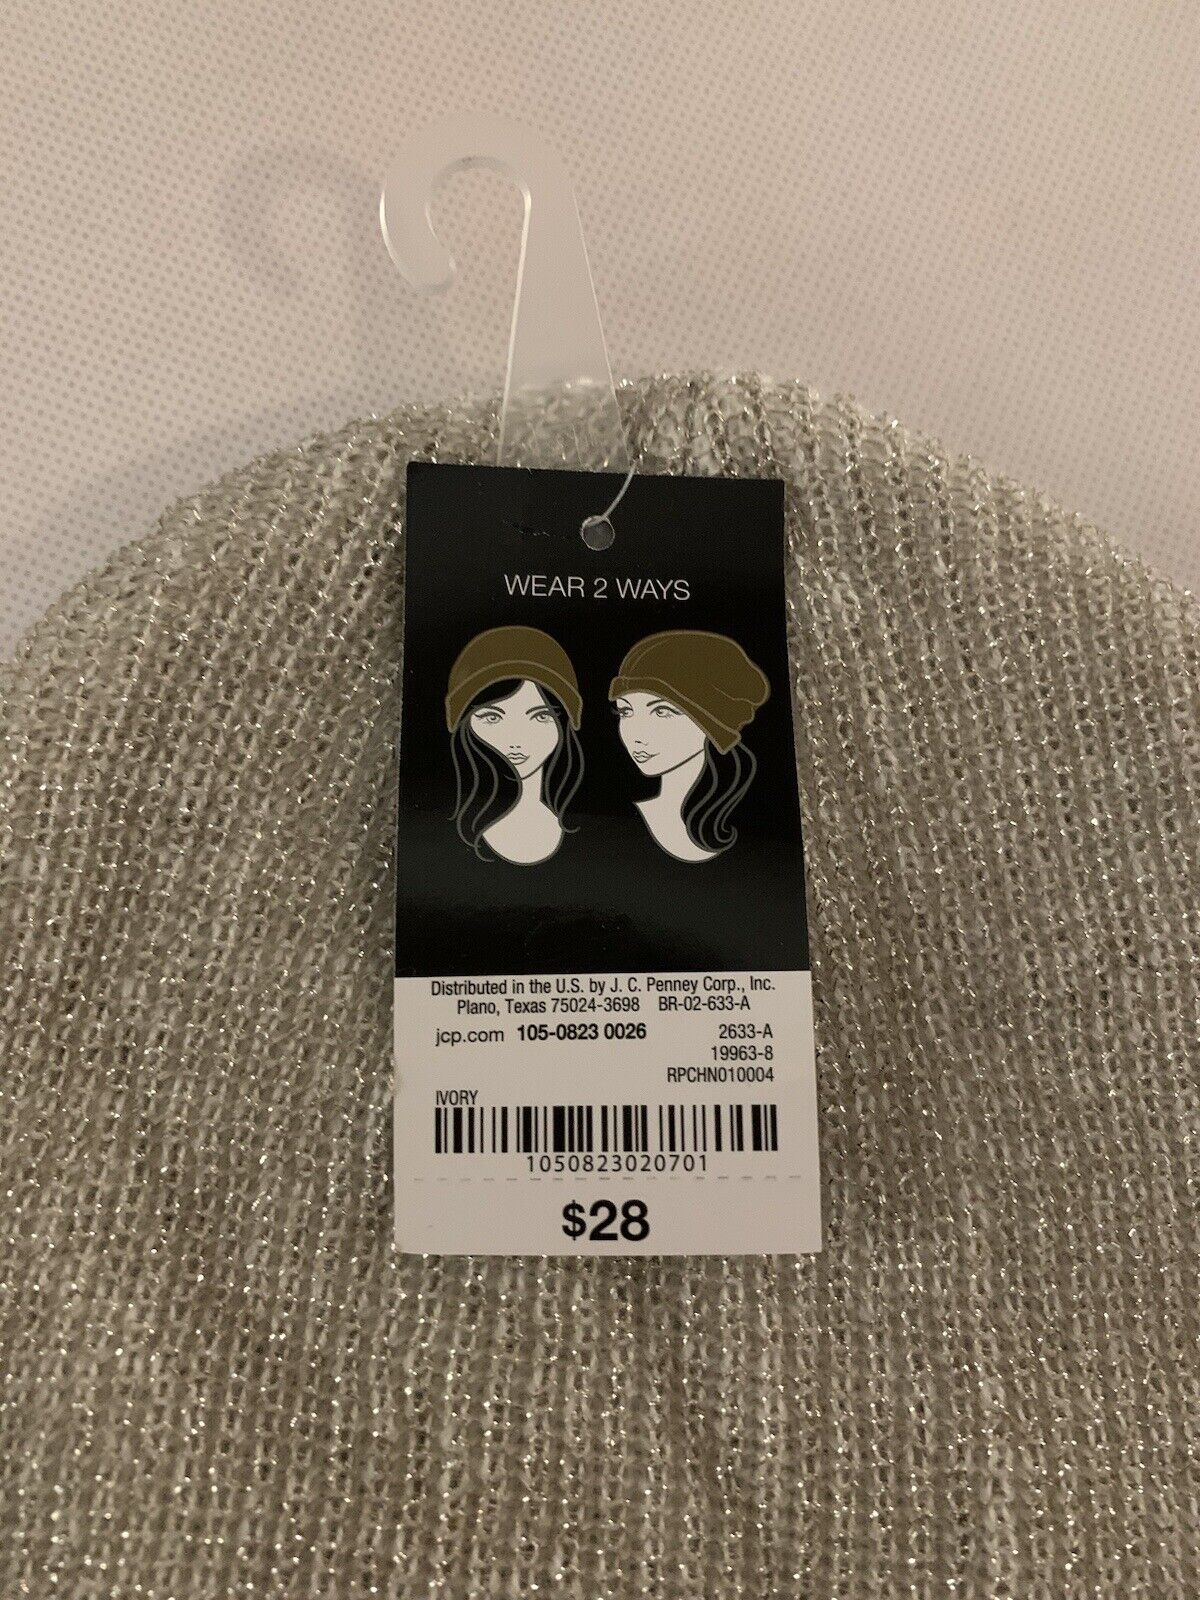 WEAR 2 WAYS
Distributed in the U.S. by J. C. Penney Corp., Inc.
Plano, Texas 75024-3698 BR-02-633-A
jcp.com 105-0823 0026 2633-A
19963-8
RPCHN010004
IVORY
1050823020701
$28